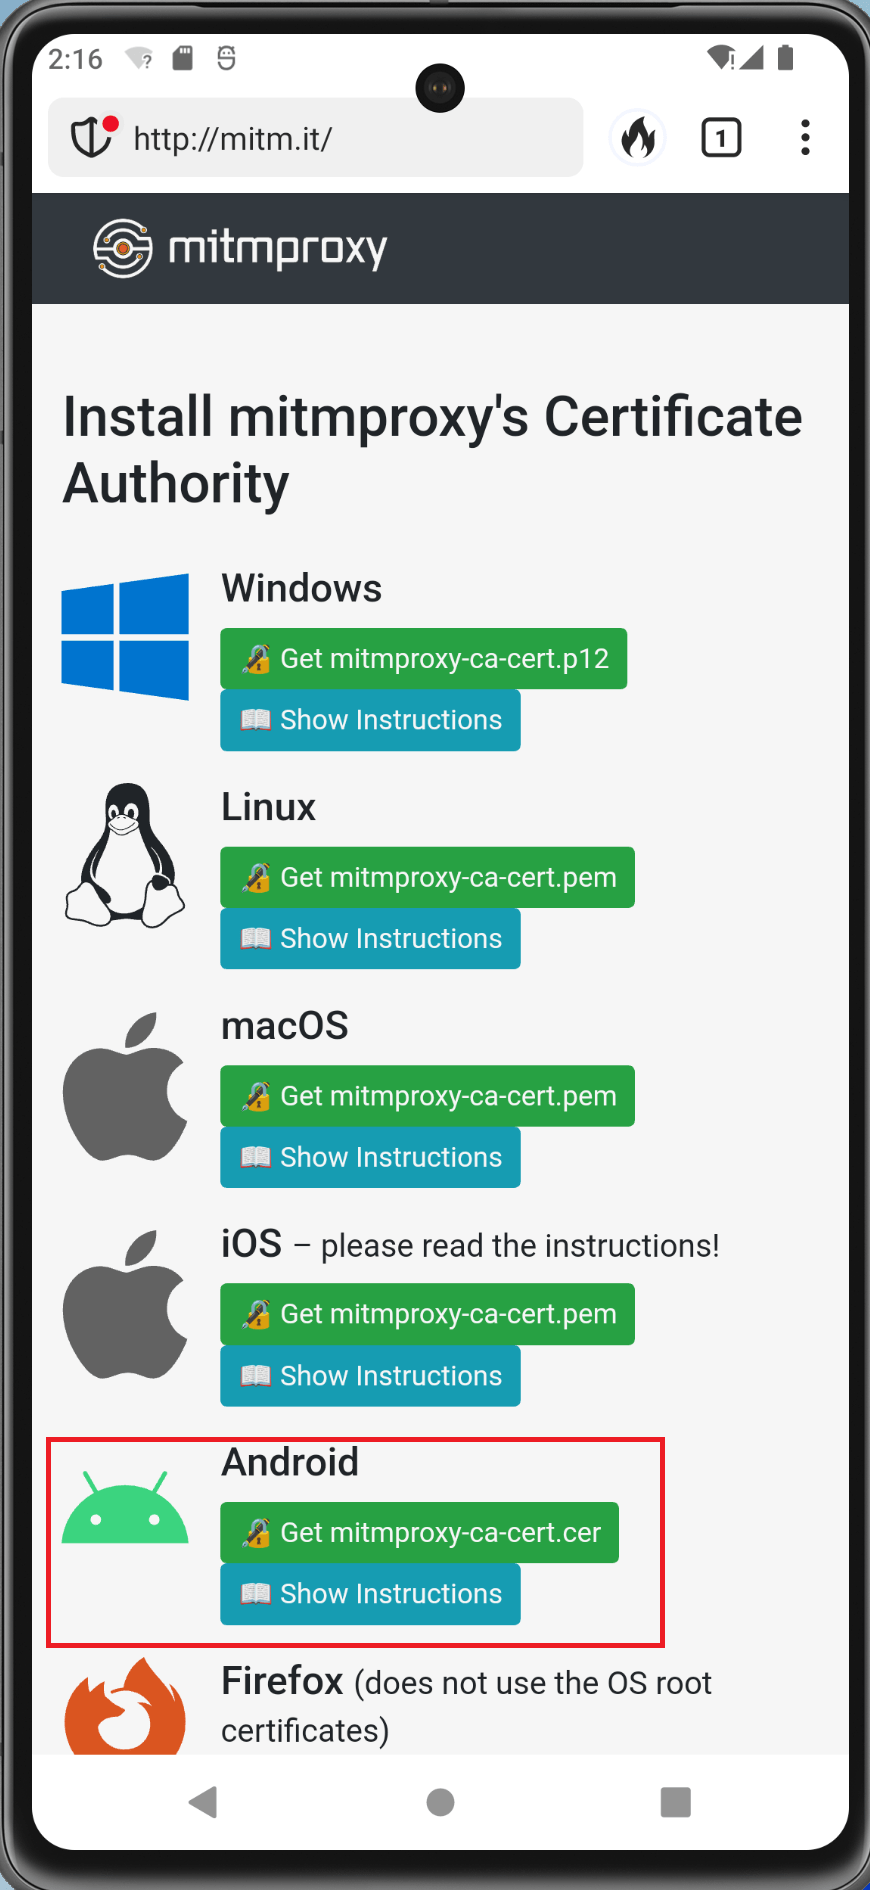 2:16
http://mitm.it/
1
mitmproxy
Install mitmproxy's Certificate
Authority
Windows
🔏 Get mitmproxy-ca-cert.p12
📖 Show Instructions
Linux
🔏 Get mitmproxy-ca-cert.pem
📖 Show Instructions
macOS
🔏 Get mitmproxy-ca-cert.pem
📖 Show Instructions
iOS – please read the instructions!
🔏 Get mitmproxy-ca-cert.pem
📖 Show Instructions
Android
🔏 Get mitmproxy-ca-cert.cer
📖 Show Instructions
Firefox (does not use the OS root
certificates)